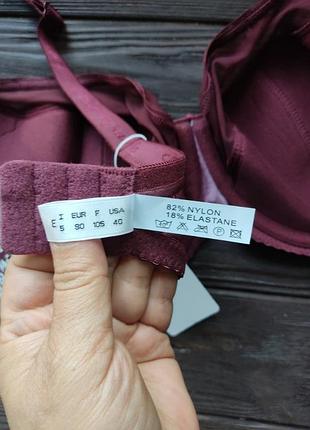 E I EUR F USA
5 90 105 40
82% NYLON
18% ELASTANE